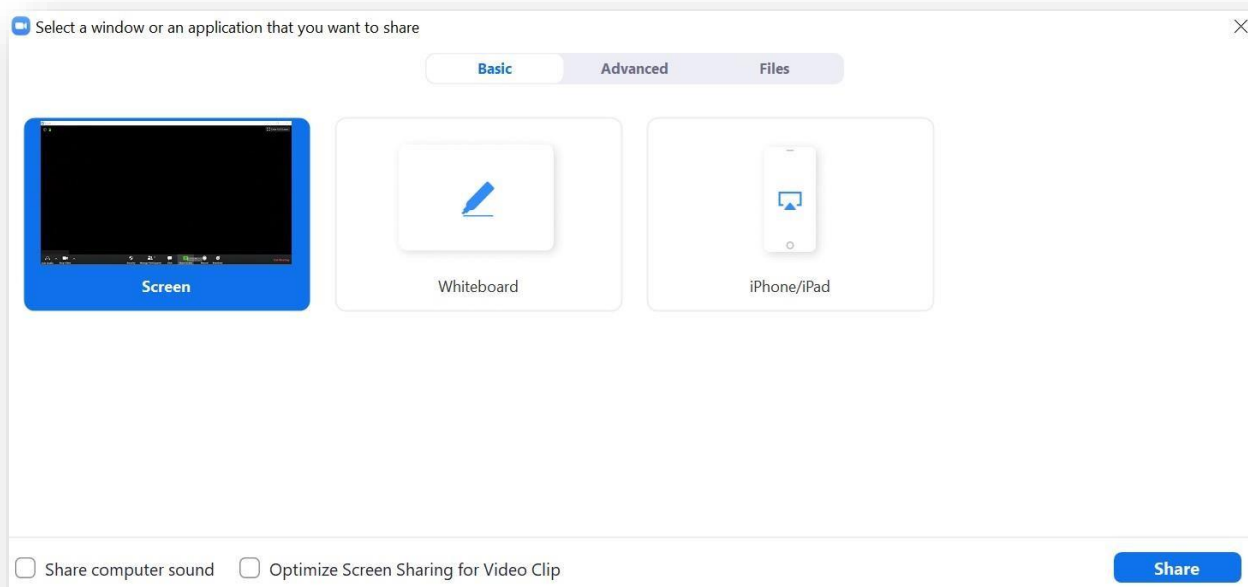 Select a window or an application that you want to share
Basic Advanced Files
Screen Whiteboard iPhone/iPad
Share computer sound Optimize Screen Sharing for Video Clip Share